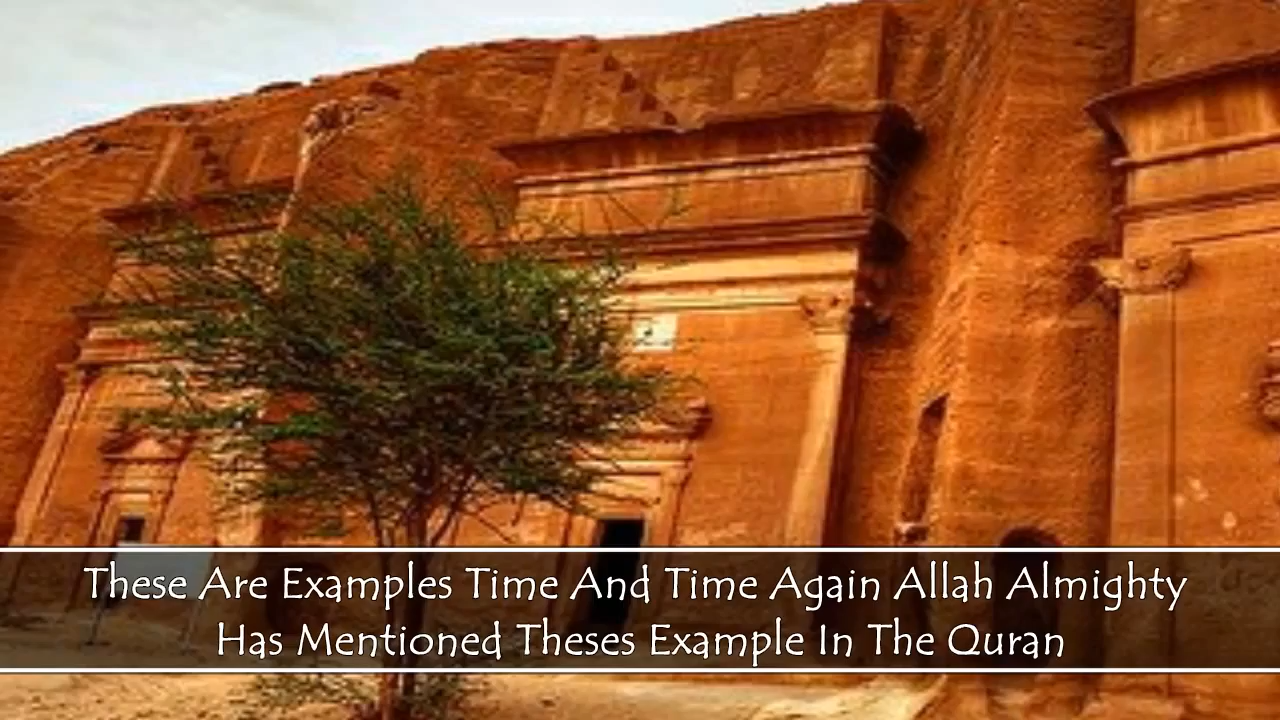 These Are Examples Time And Time Again Allah Almighty
Has Mentioned Theses Example In The Quran